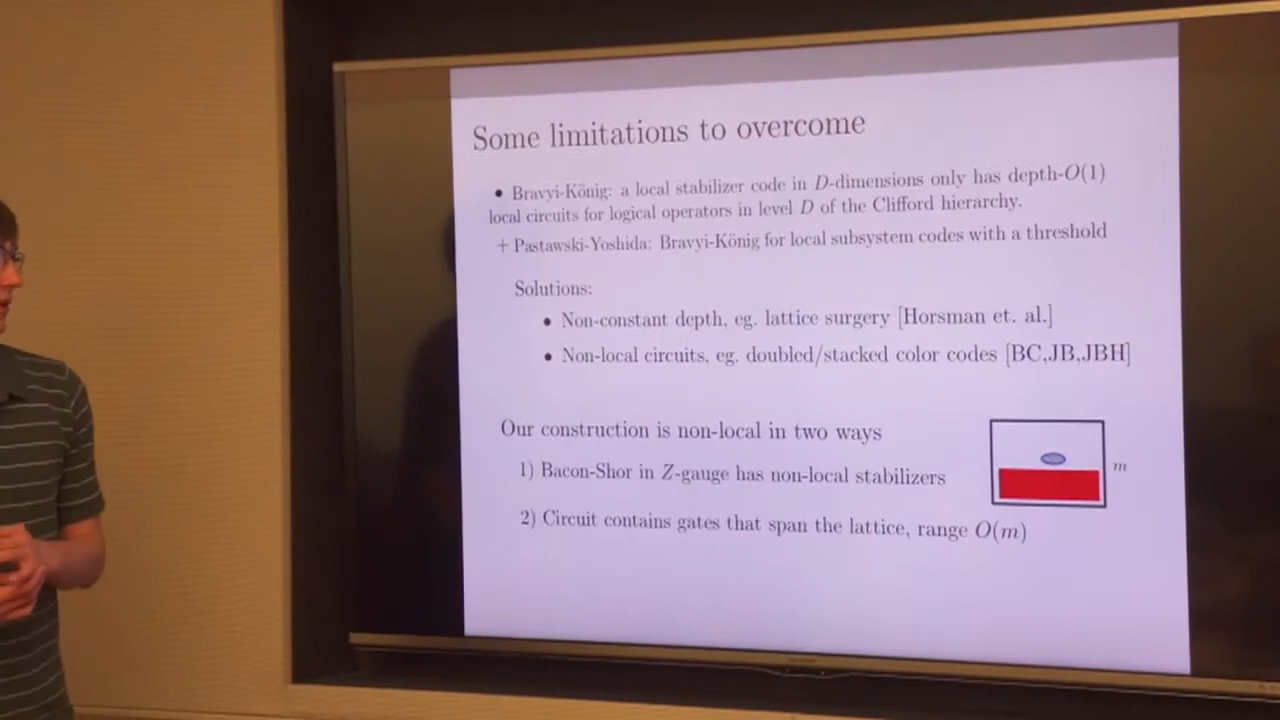 Some limitations to overcome
• Bravyi-König: a local stabilizer code in D-dimensions only has depth-O(1)
local circuits for logical operators in level D of the Clifford hierarchy.
+ Pastawski-Yoshida: Bravyi-König for local subsystem codes with a threshold
Solutions:
• Non-constant depth, eg. lattice surgery [Horsman et. al.]
• Non-local circuits, eg. doubled/stacked color codes [BC,JB,JBH]
Our construction is non-local in two ways
1) Bacon-Shor in Z-gauge has non-local stabilizers
m
2) Circuit contains gates that span the lattice, range O(m)